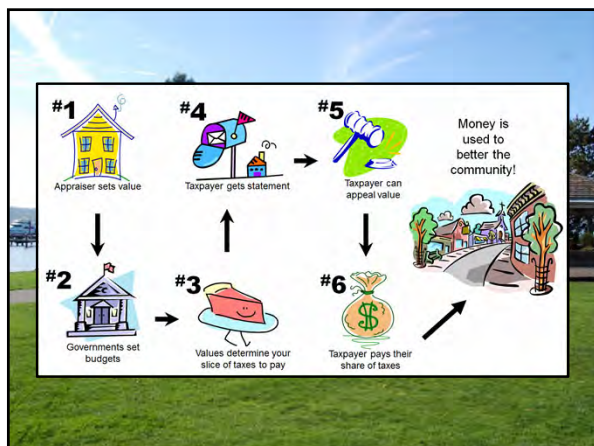 #1
Appraiser sets value
#2
Governments set
budgets
#3
Values determine your
slice of taxes to pay
#4
Taxpayer gets statement
#5
Taxpayer can
appeal value
#6
$
Taxpayer pays their
share of taxes
Money is
used to
better the
community!